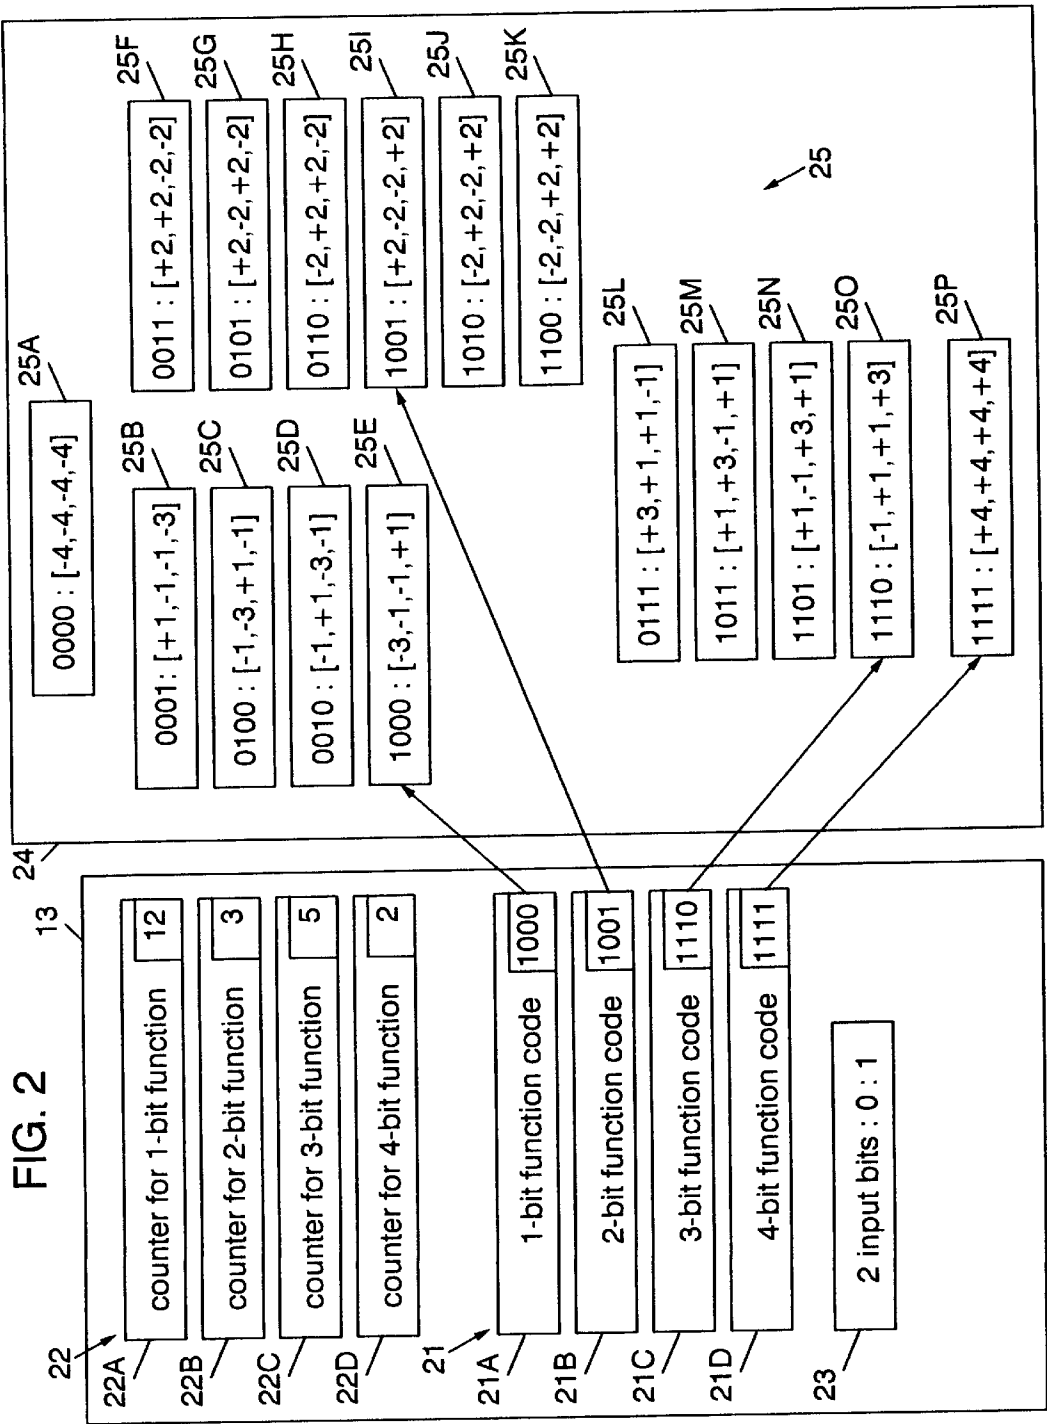 FIG. 2
13
22
22A
counter for 1-bit function
12
22B
counter for 2-bit function
3
22C
counter for 3-bit function
5
22D
counter for 4-bit function
2
21
21A
1-bit function code
1000
21B
2-bit function code
1001
21C
3-bit function code
1110
21D
4-bit function code
1111
23
2 input bits : 0 : 1
24
0000 : [-4,-4,-4,-4]
25A
0001: [+1,-1,-1,-3]
25B
0100 : [-1,-3,+1,-1]
25C
0010 : [-1,+1,-3,-1]
25D
1000 : [-3,-1,-1,+1]
25E
0011 : [+2,+2,-2,-2]
25F
0101 : [+2,-2,+2,-2]
25G
0110 : [-2,+2,+2,-2]
25H
1001 : [+2,-2,-2,+2]
25I
1010 : [-2,+2,-2,+2]
25J
1100 : [-2,-2,+2,+2]
25K
0111 : [+3,+1,+1,-1]
25L
1011 : [+1,+3,-1,+1]
25M
1101 : [+1,-1,+3,+1]
25N
1110 : [-1,+1,+1,+3]
25O
1111 : [+4,+4,+4,+4]
25P
25